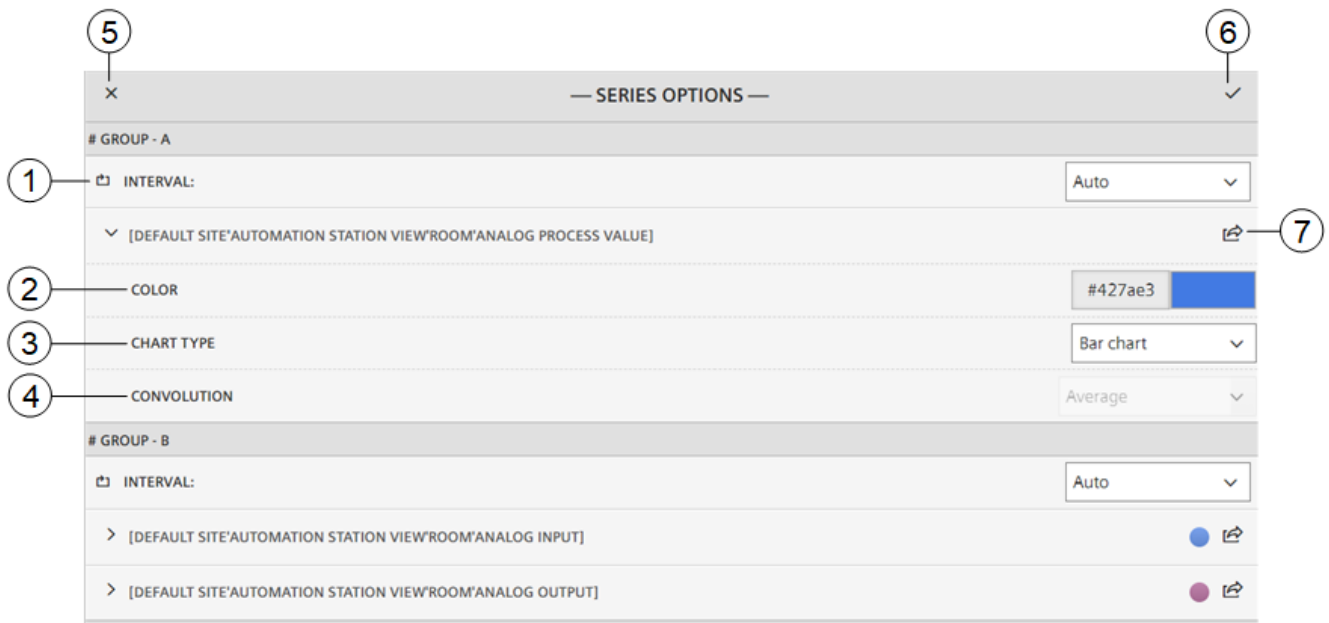 5
6
— SERIES OPTIONS —
# GROUP - A
1
INTERVAL:
Auto
[DEFAULT SITE'AUTOMATION STATION VIEW'ROOM'ANALOG PROCESS VALUE]
7
2
COLOR
#427ae3
3
CHART TYPE
Bar chart
4
CONVOLUTION
Average
# GROUP - B
INTERVAL:
Auto
[DEFAULT SITE'AUTOMATION STATION VIEW'ROOM'ANALOG INPUT]
[DEFAULT SITE'AUTOMATION STATION VIEW'ROOM'ANALOG OUTPUT]